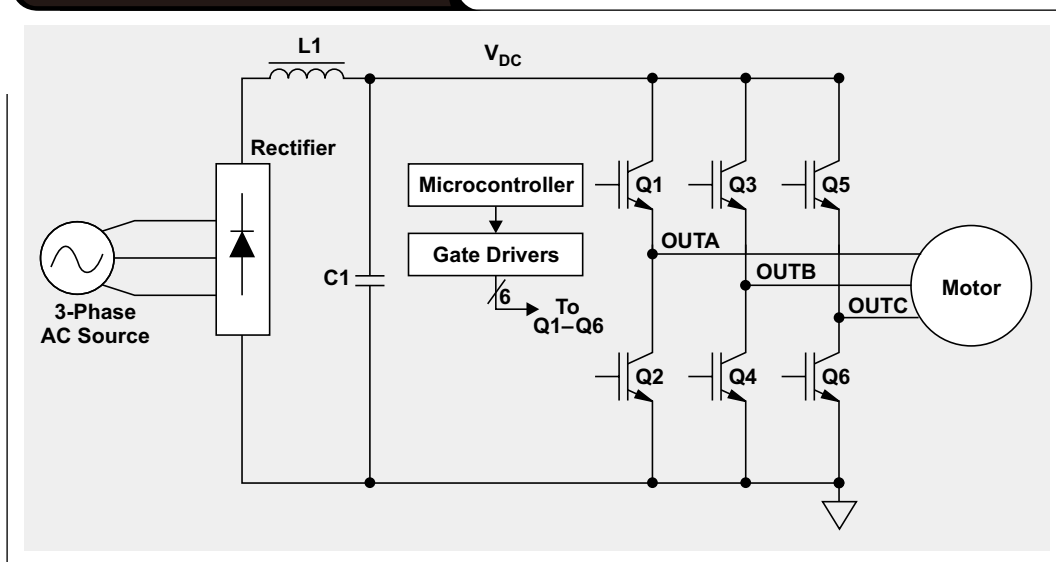 L1
V_DC
Rectifier
Microcontroller
Q1
Q3
Q5
OUTA
Gate Drivers
C1
OUTB
6
To
Q1–Q6
OUTC
Motor
3-Phase
AC Source
Q2
Q4
Q6